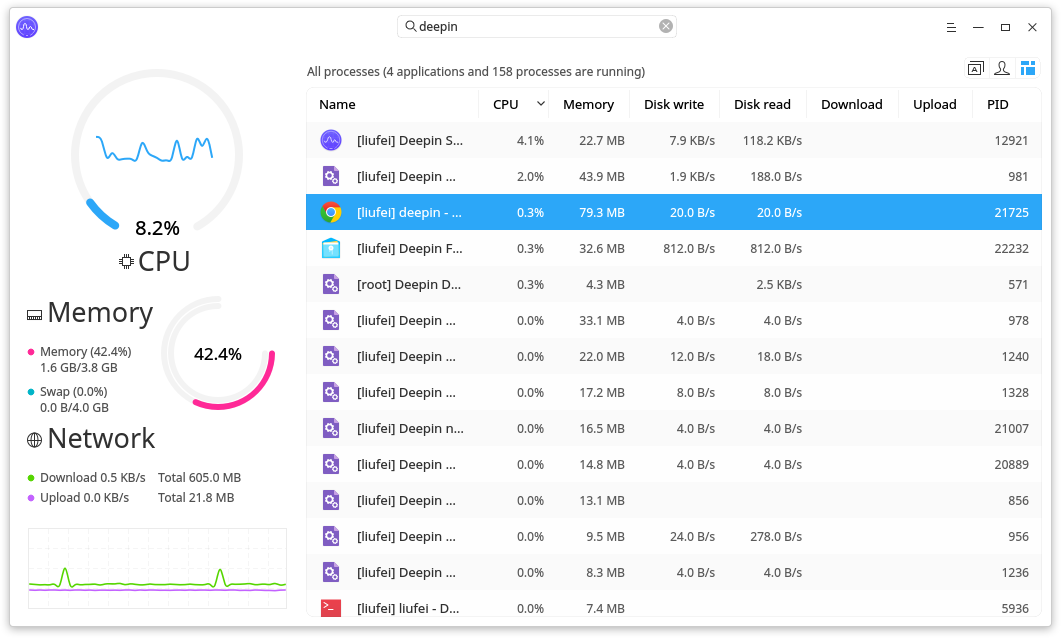 deepin
All processes (4 applications and 158 processes are running)
Name CPU Memory Disk write Disk read Download Upload PID
[liufei] Deepin S... 4.1% 22.7 MB 7.9 KB/s 118.2 KB/s 12921
[liufei] Deepin ... 2.0% 43.9 MB 1.9 KB/s 188.0 B/s 981
[liufei] deepin - ... 0.3% 79.3 MB 20.0 B/s 20.0 B/s 21725
[liufei] Deepin F... 0.3% 32.6 MB 812.0 B/s 812.0 B/s 22232
[root] Deepin D... 0.3% 4.3 MB 2.5 KB/s 571
[liufei] Deepin ... 0.0% 33.1 MB 4.0 B/s 4.0 B/s 978
[liufei] Deepin ... 0.0% 22.0 MB 12.0 B/s 18.0 B/s 1240
[liufei] Deepin ... 0.0% 17.2 MB 8.0 B/s 8.0 B/s 1328
[liufei] Deepin n... 0.0% 16.5 MB 4.0 B/s 4.0 B/s 21007
[liufei] Deepin ... 0.0% 14.8 MB 4.0 B/s 4.0 B/s 20889
[liufei] Deepin ... 0.0% 13.1 MB 856
[liufei] Deepin ... 0.0% 9.5 MB 24.0 B/s 278.0 B/s 956
[liufei] Deepin ... 0.0% 8.3 MB 4.0 B/s 4.0 B/s 1236
[liufei] liufei - D... 0.0% 7.4 MB 5936
8.2%
CPU
Memory
Memory (42.4%)
1.6 GB/3.8 GB
42.4%
Swap (0.0%)
0.0 B/4.0 GB
Network
Download 0.5 KB/s Total 605.0 MB
Upload 0.0 KB/s Total 21.8 MB